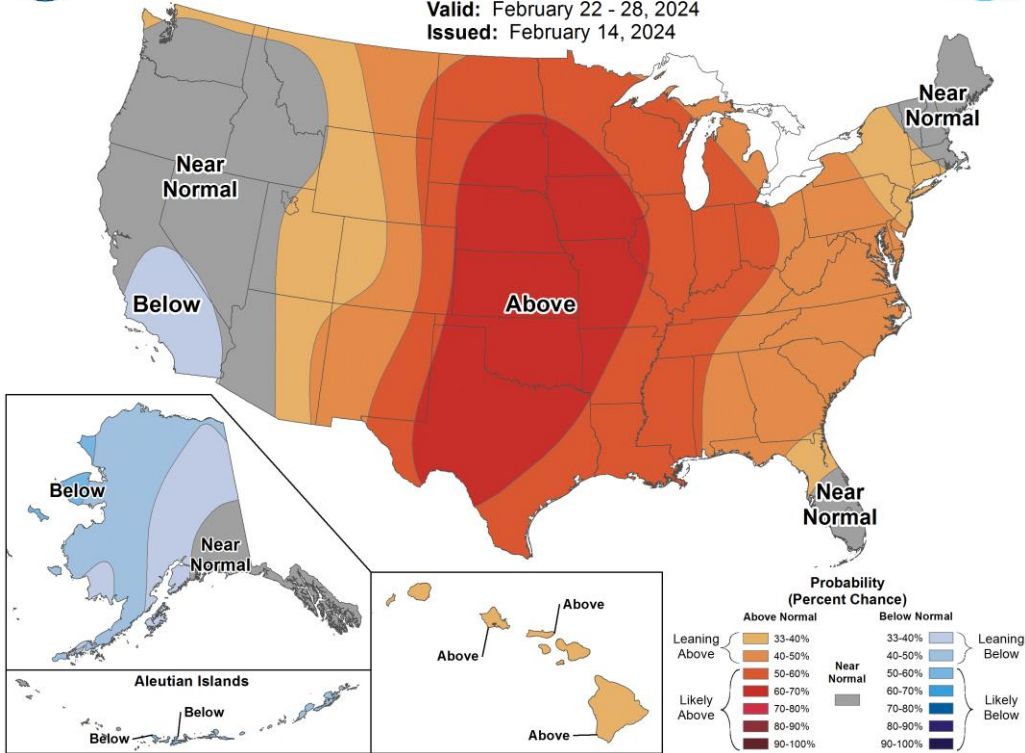 Valid: February 22 - 28, 2024
Issued: February 14, 2024
Near
Normal
Near
Normal
Below
Above
Near
Normal
Below
Near
Normal
Aleutian Islands
Below
Below
Above
Above
Above
Probability
(Percent Chance)
Above Normal
Below Normal
Leaning
Above
33-40%
40-50%
Likely
Above
50-60%
60-70%
70-80%
80-90%
90-100%
Near
Normal
33-40%
40-50%
Leaning
Below
50-60%
60-70%
70-80%
80-90%
90-100%
Likely
Below